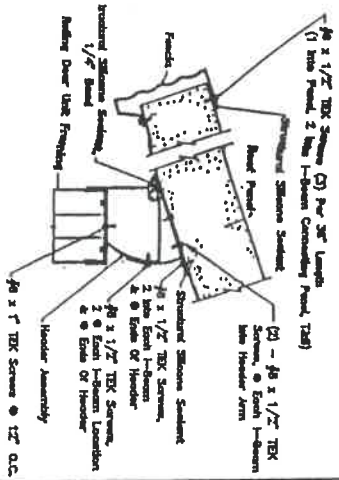 #8 x 1/2" TEK Screws (3) Per 36" Length
(1 Into Panel, 2 Into I-Beam Connecting Panel Tail)
Structural Silicone Sealant
Roof Panel
Fascia
(2) - #8 x 1/2" TEK
Screws, @ Each I-Beam
Into Header Arm
Structural Silicone Sealant
#8 x 1/2" TEK Screws,
2 Into Each I-Beam
& @ Ends Of Header
#8 x 1/2" TEK Screws,
2 @ Each I-Beam Location
& @ Ends Of Header
Header Assembly
#8 x 1" TEK Screws @ 12" O.C.
Structural Silicone Sealant,
1/4" Bead
Rolling Door Unit Framing